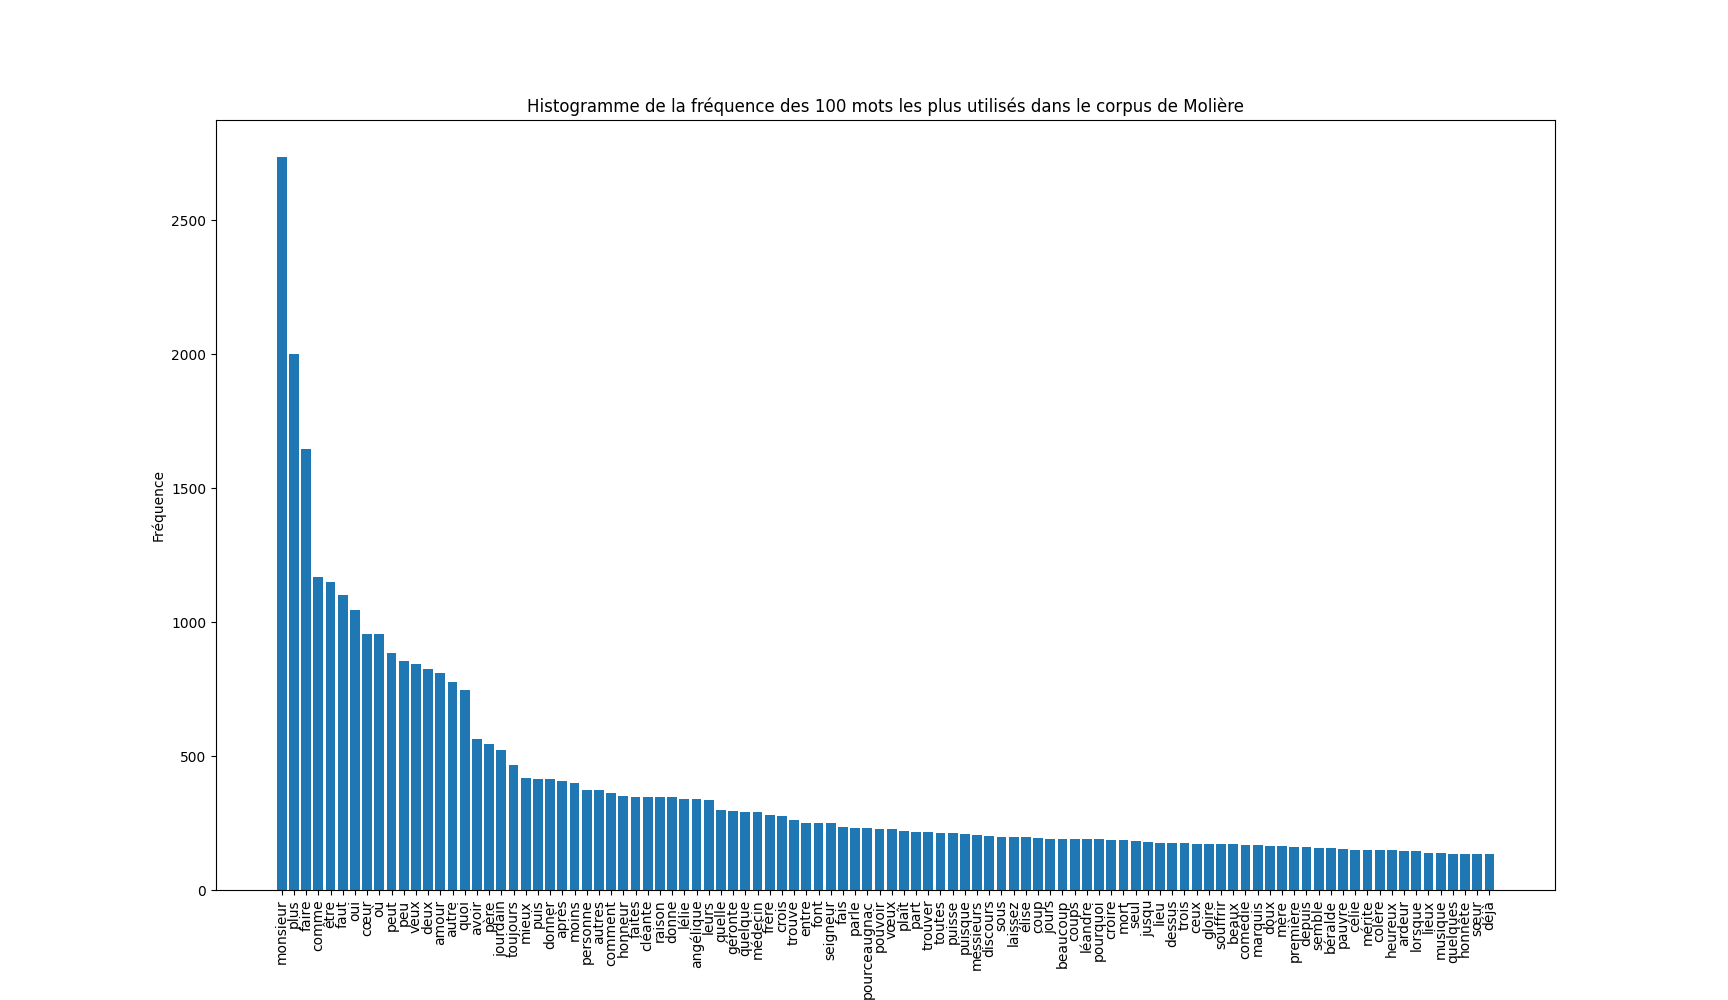 Histogramme de la fréquence des 100 mots les plus utilisés dans le corpus de Molière
Fréquence
2500
2000
1500
1000
500
0
monsieur
plus
faire
comme
être
faut
oui
cœur
où
peut
peu
veux
deux
amour
autre
quoi
avoir
père
jourdain
toujours
mieux
puis
donner
après
moins
personne
autres
comment
honneur
faites
cléante
raison
donne
lélie
angélique
leurs
quelle
géronte
quelque
médecin
frère
crois
trouve
entre
font
seigneur
fais
parle
pourceaugnac
pouvoir
vœux
plaît
part
trouver
toutes
puisse
puisque
messieurs
discours
sous
laissez
élise
coup
jours
beaucoup
coups
léandre
pourquoi
croire
mort
seul
jusqu
lieu
dessus
trois
ceux
gloire
souffrir
beaux
comédie
marquis
doux
mère
première
depuis
semble
béralde
pauvre
célie
mérite
colère
heureux
ardeur
lorsque
lieux
musique
quelques
honnête
sœur
déjà